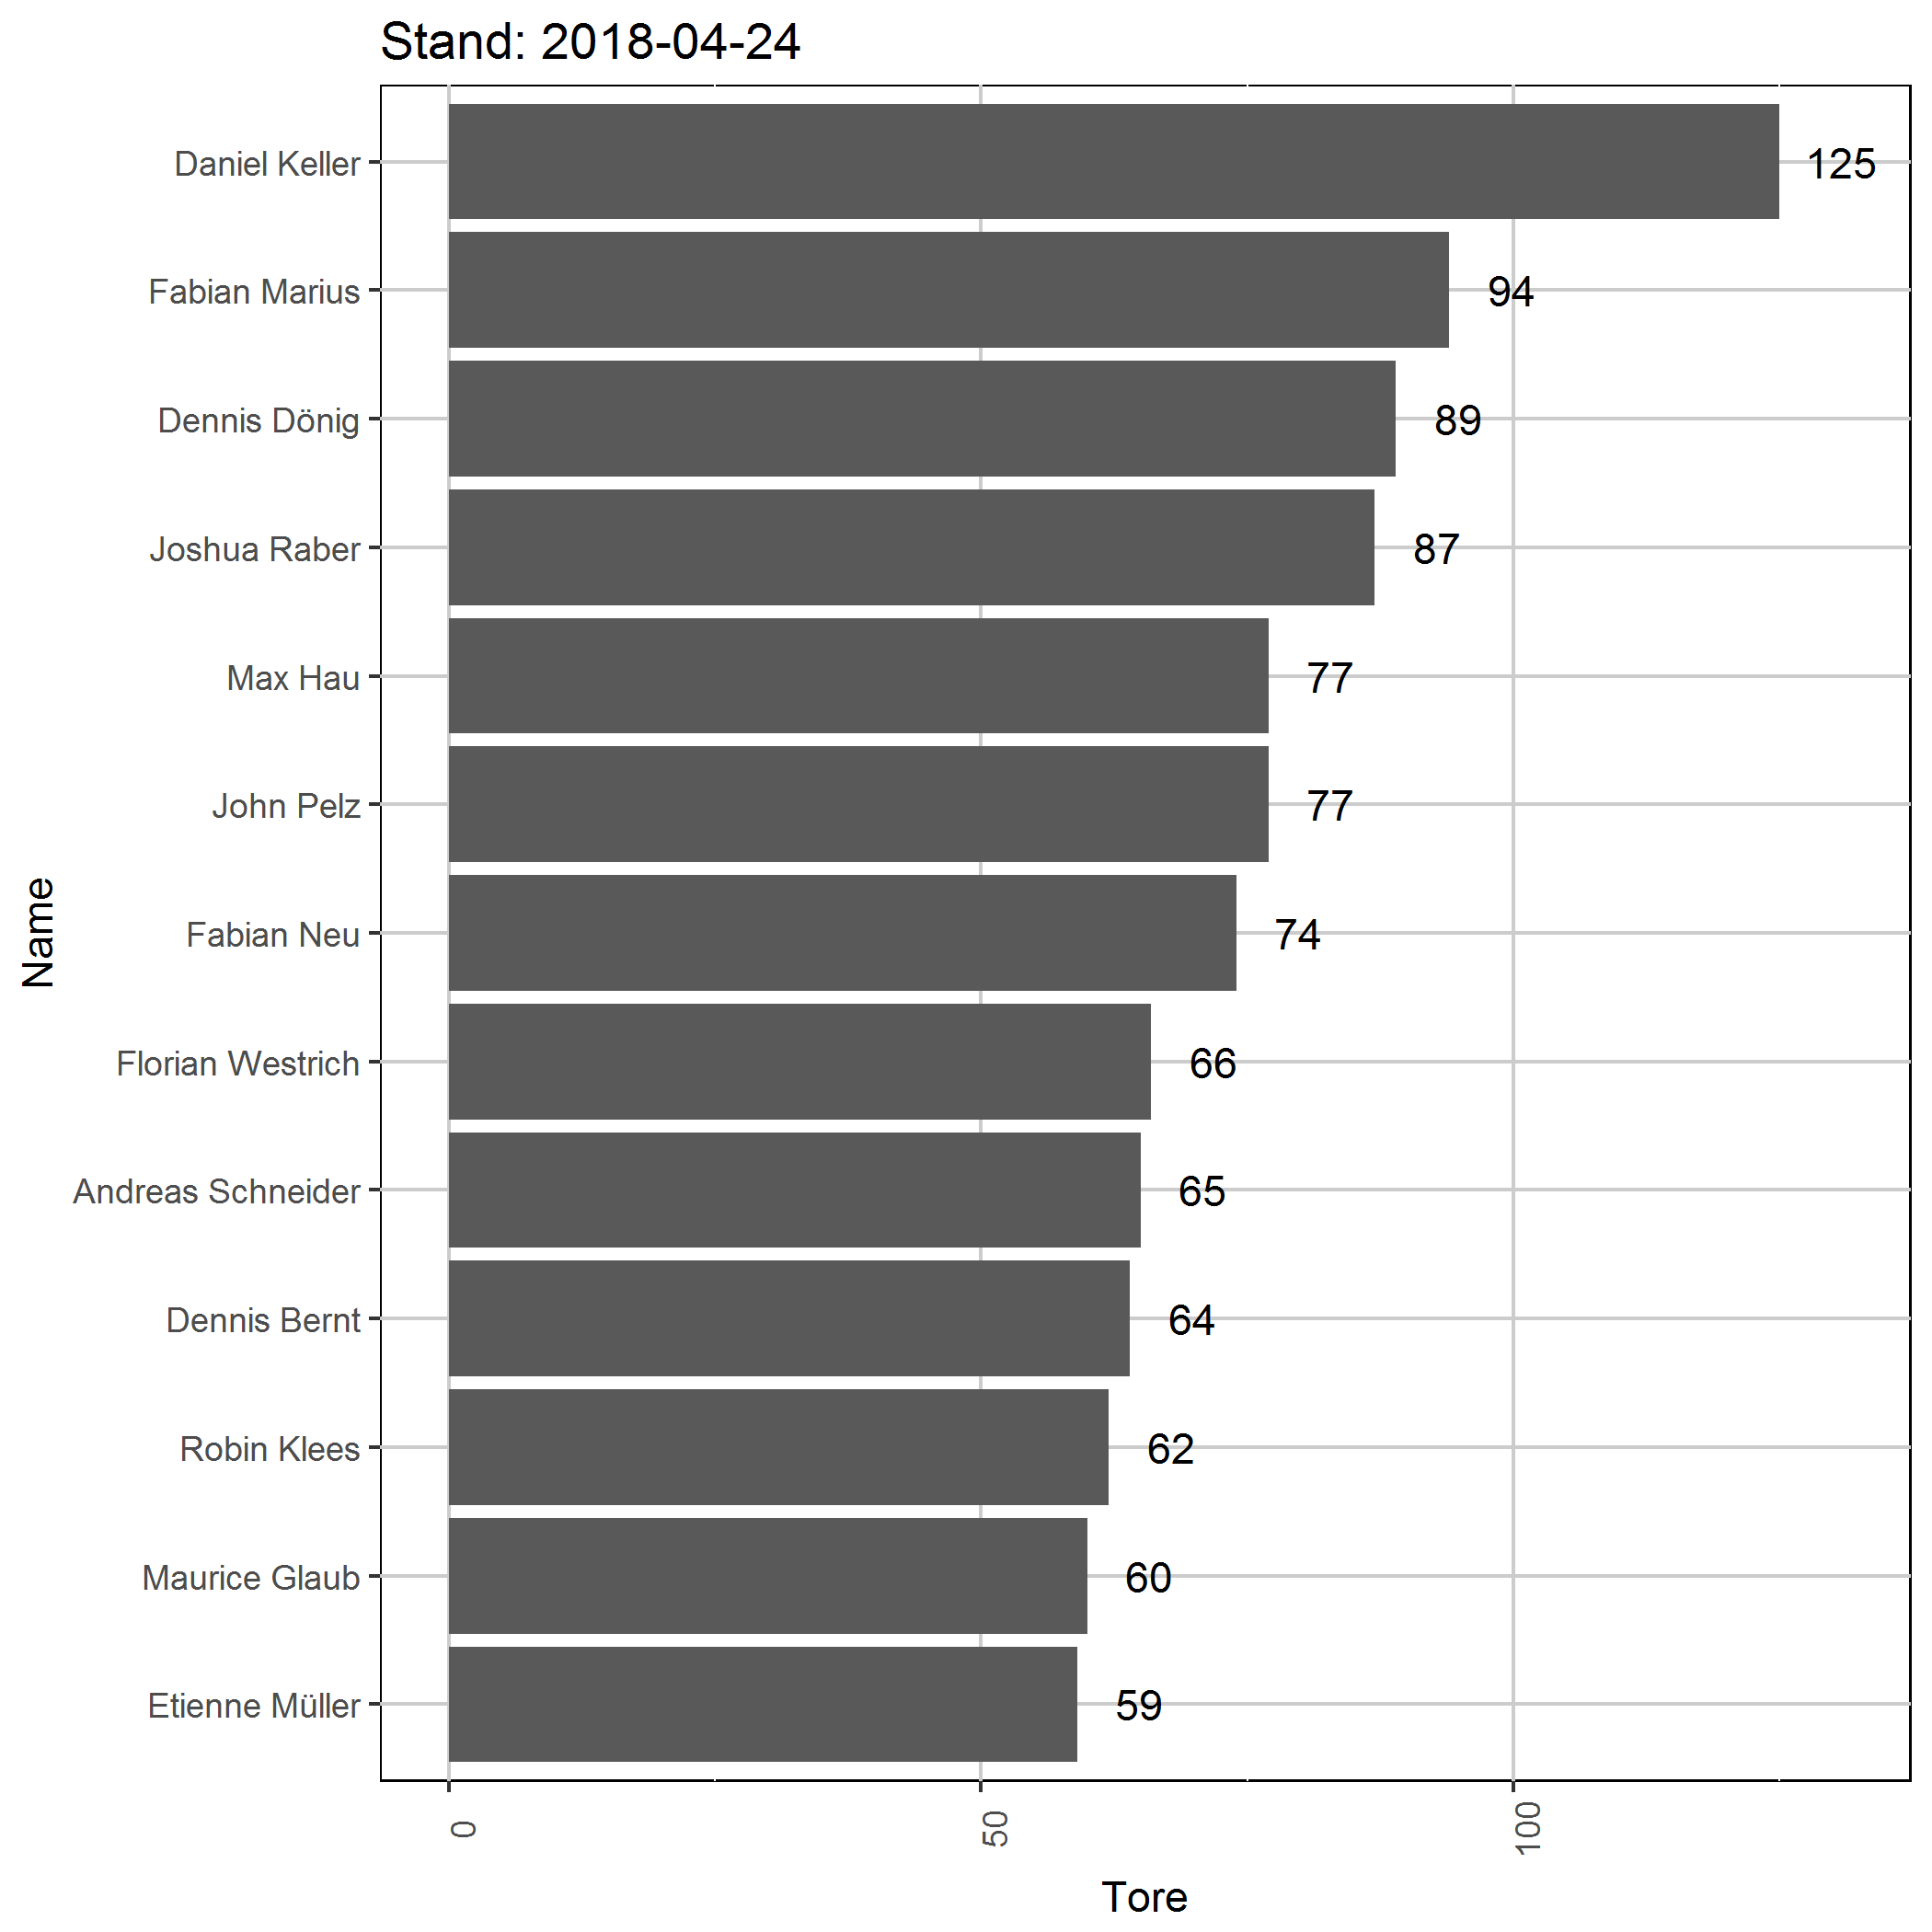 Stand: 2018-04-24
Daniel Keller 125
Fabian Marius 94
Dennis Dönig 89
Joshua Raber 87
Max Hau 77
John Pelz 77
Fabian Neu 74
Florian Westrich 66
Andreas Schneider 65
Dennis Bernt 64
Robin Klees 62
Maurice Glaub 60
Etienne Müller 59
Name
0 50 100
Tore